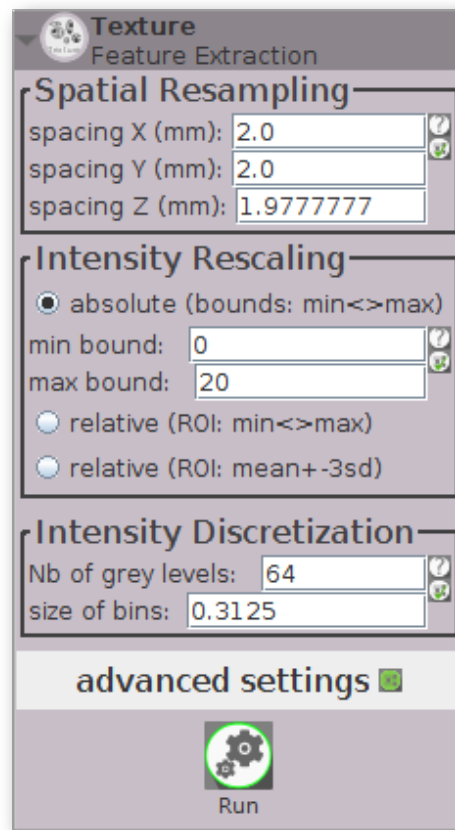 Texture
Feature Extraction
Spatial Resampling
spacing X (mm): 2.0
spacing Y (mm): 2.0
spacing Z (mm): 1.9777777
Intensity Rescaling
absolute (bounds: min<>max)
min bound: 0
max bound: 20
relative (ROI: min<>max)
relative (ROI: mean+-3sd)
Intensity Discretization
Nb of grey levels: 64
size of bins: 0.3125
advanced settings
Run